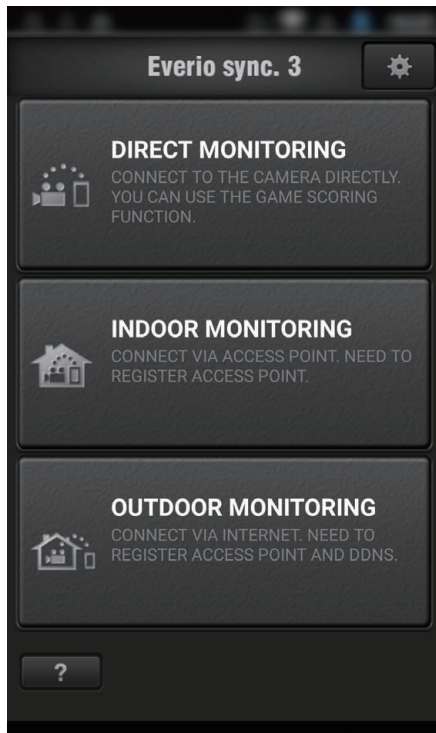 Everio sync. 3
DIRECT MONITORING
CONNECT TO THE CAMERA DIRECTLY.
YOU CAN USE THE GAME SCORING
FUNCTION.
INDOOR MONITORING
CONNECT VIA ACCESS POINT. NEED TO
REGISTER ACCESS POINT.
OUTDOOR MONITORING
CONNECT VIA INTERNET. NEED TO
REGISTER ACCESS POINT AND DDNS.
?